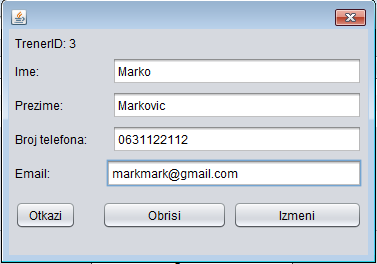 TrenerID: 3
Ime: Marko
Prezime: Markovic
Broj telefona: 0631122112
Email: markmark@gmail.com
Otkazi Obrisi Izmeni